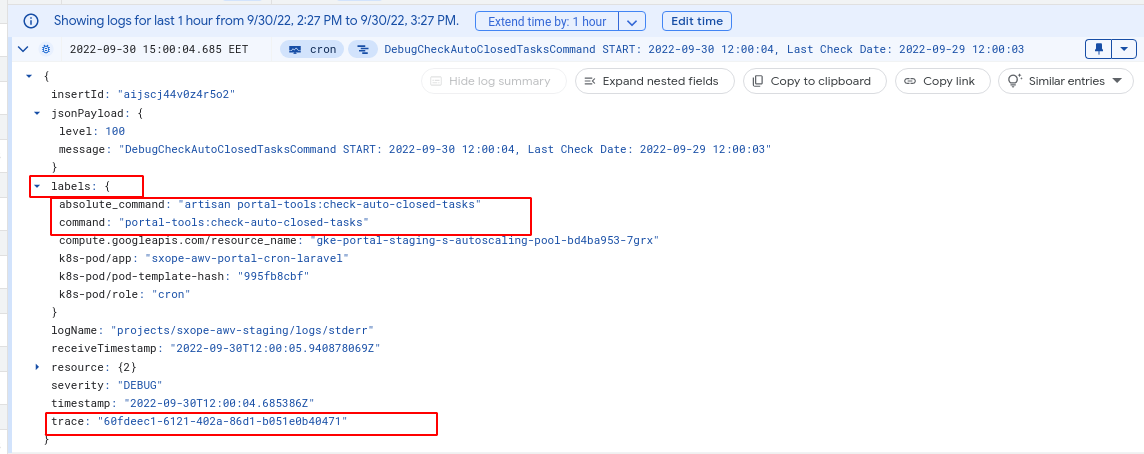 Showing logs for last 1 hour from 9/30/22, 2:27 PM to 9/30/22, 3:27 PM. Extend time by: 1 hour Edit time
2022-09-30 15:00:04.685 EET cron DebugCheckAutoClosedTasksCommand START: 2022-09-30 12:00:04, Last Check Date: 2022-09-29 12:00:03
{
Hide log summary Expand nested fields Copy to clipboard Copy link Similar entries
insertId: "aijscj44v0z4r5o2"
jsonPayload: {
level: 100
message: "DebugCheckAutoClosedTasksCommand START: 2022-09-30 12:00:04, Last Check Date: 2022-09-29 12:00:03"
}
labels: {
absolute_command: "artisan portal-tools:check-auto-closed-tasks"
command: "portal-tools:check-auto-closed-tasks"
compute.googleapis.com/resource_name: "gke-portal-staging-s-autoscaling-pool-bd4ba953-7grx"
k8s-pod/app: "sxope-awv-portal-cron-laravel"
k8s-pod/pod-template-hash: "995fb8cbf"
k8s-pod/role: "cron"
}
logName: "projects/sxope-awv-staging/logs/stderr"
receiveTimestamp: "2022-09-30T12:00:05.940878069Z"
resource: {2}
severity: "DEBUG"
timestamp: "2022-09-30T12:00:04.685386Z"
trace: "60fdeec1-6121-402a-86d1-b051e0b40471"
}